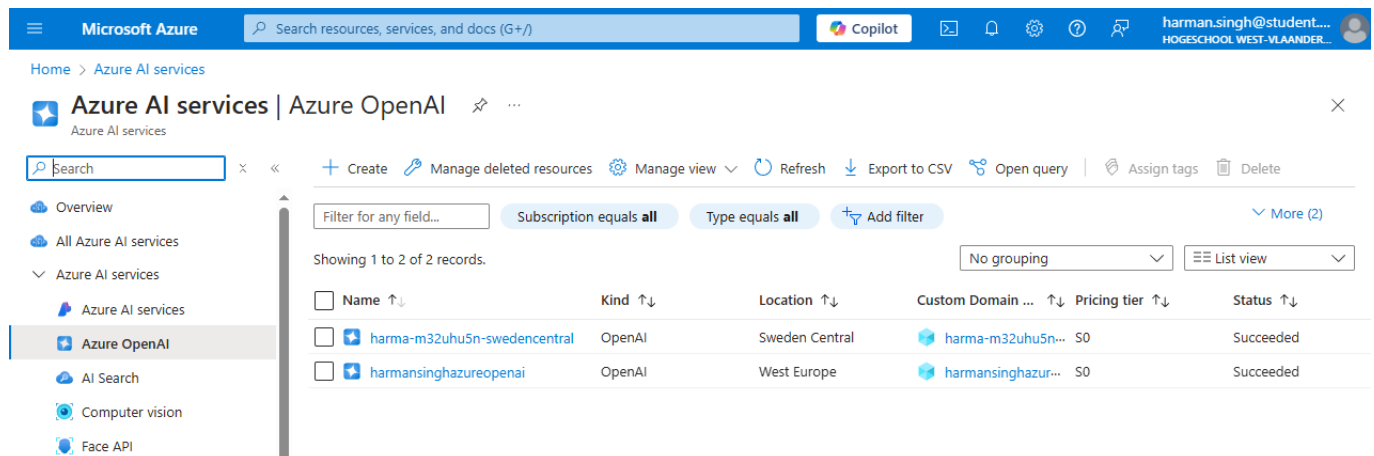 Microsoft Azure
Search resources, services, and docs (G+/)
Copilot
harman.singh@student....
HOGESCHOOL WEST-VLAANDER...
Home > Azure AI services
Azure AI services | Azure OpenAI
Azure AI services
Search
Create
Manage deleted resources
Manage view
Refresh
Export to CSV
Open query
Assign tags
Delete
Overview
All Azure AI services
Azure AI services
Azure AI services
Azure OpenAI
AI Search
Computer vision
Face API
Filter for any field...
Subscription equals all
Type equals all
Add filter
More (2)
Showing 1 to 2 of 2 records.
No grouping
List view
Name Kind Location Custom Domain ... Pricing tier Status
harma-m32uhu5n-swedencentral OpenAI Sweden Central harma-m32uhu5n... S0 Succeeded
harmansinghazureopenai OpenAI West Europe harmansinghazur... S0 Succeeded